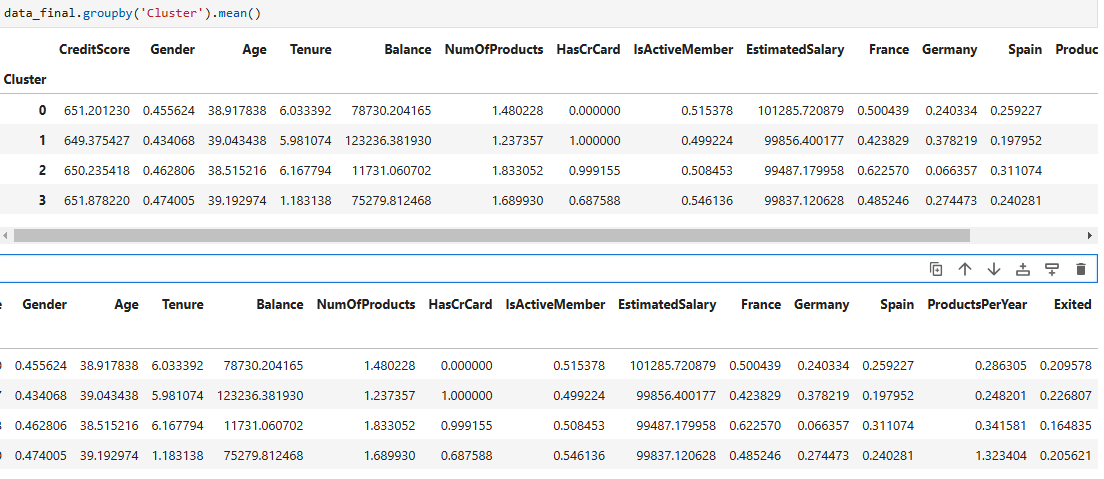 data_final.groupby('Cluster').mean()
CreditScore Gender Age Tenure Balance NumOfProducts HasCrCard IsActiveMember EstimatedSalary France Germany Spain Produc
Cluster
0 651.201230 0.455624 38.917838 6.033392 78730.204165 1.480228 0.000000 0.515378 101285.720879 0.500439 0.240334 0.259227
1 649.375427 0.434068 39.043438 5.981074 123236.381930 1.237357 1.000000 0.499224 99856.400177 0.423829 0.378219 0.197952
2 650.235418 0.462806 38.515216 6.167794 11731.060702 1.833052 0.999155 0.508453 99487.179958 0.622570 0.066357 0.311074
3 651.878220 0.474005 39.192974 1.183138 75279.812468 1.689930 0.687588 0.546136 99837.120628 0.485246 0.274473 0.240281
Gender Age Tenure Balance NumOfProducts HasCrCard IsActiveMember EstimatedSalary France Germany Spain ProductsPerYear Exited
0.455624 38.917838 6.033392 78730.204165 1.480228 0.000000 0.515378 101285.720879 0.500439 0.240334 0.259227 0.286305 0.209578
0.434068 39.043438 5.981074 123236.381930 1.237357 1.000000 0.499224 99856.400177 0.423829 0.378219 0.197952 0.248201 0.226807
0.462806 38.515216 6.167794 11731.060702 1.833052 0.999155 0.508453 99487.179958 0.622570 0.066357 0.311074 0.341581 0.164835
0.474005 39.192974 1.183138 75279.812468 1.689930 0.687588 0.546136 99837.120628 0.485246 0.274473 0.240281 1.323404 0.205621